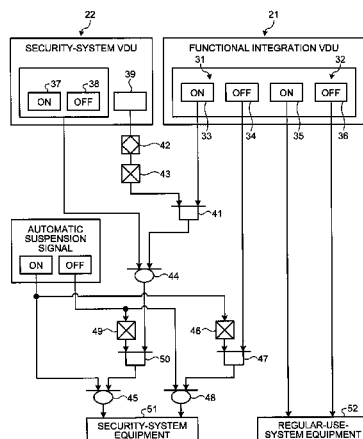 22
21
SECURITY-SYSTEM VDU
FUNCTIONAL INTEGRATION VDU
37
38
39
31
32
ON
OFF
ON
OFF
ON
OFF
33
34
35
36
42
43
41
AUTOMATIC
SUSPENSION
SIGNAL
ON
OFF
44
49
50
46
47
45
51
48
52
SECURITY-SYSTEM
EQUIPMENT
REGULAR-USE-
SYSTEM EQUIPMENT